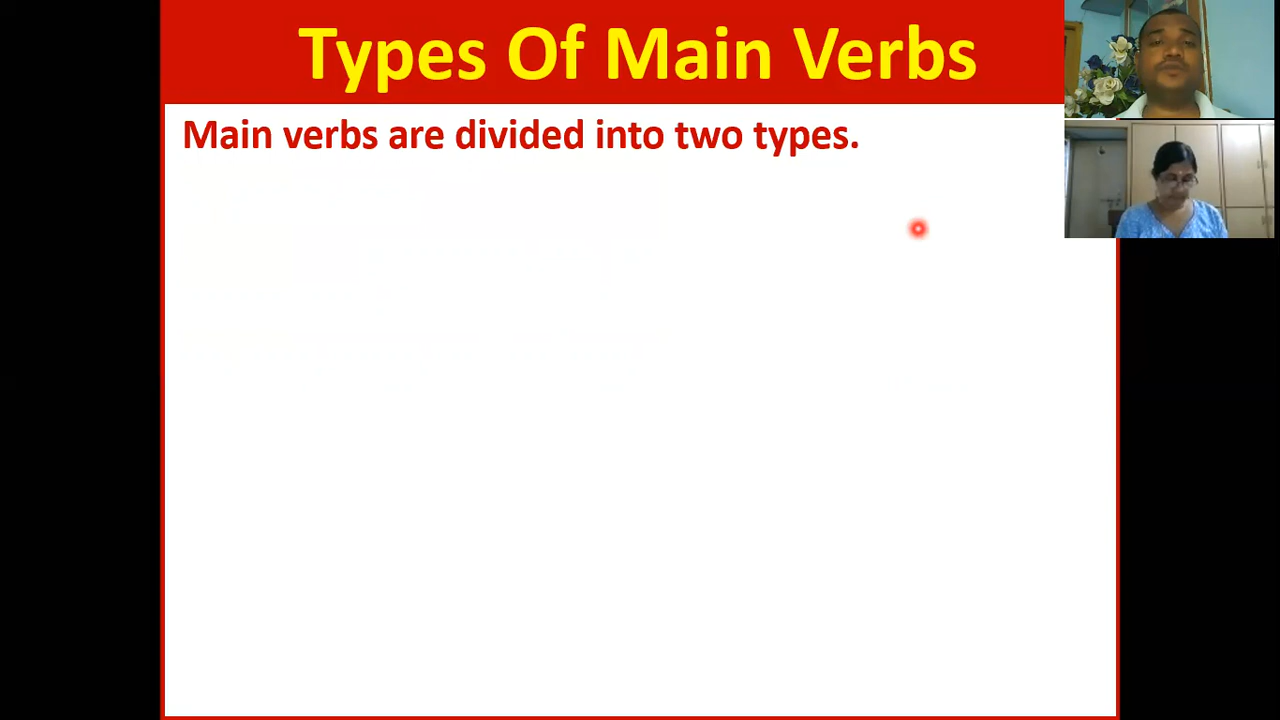 Types Of Main Verbs
Main verbs are divided into two types.